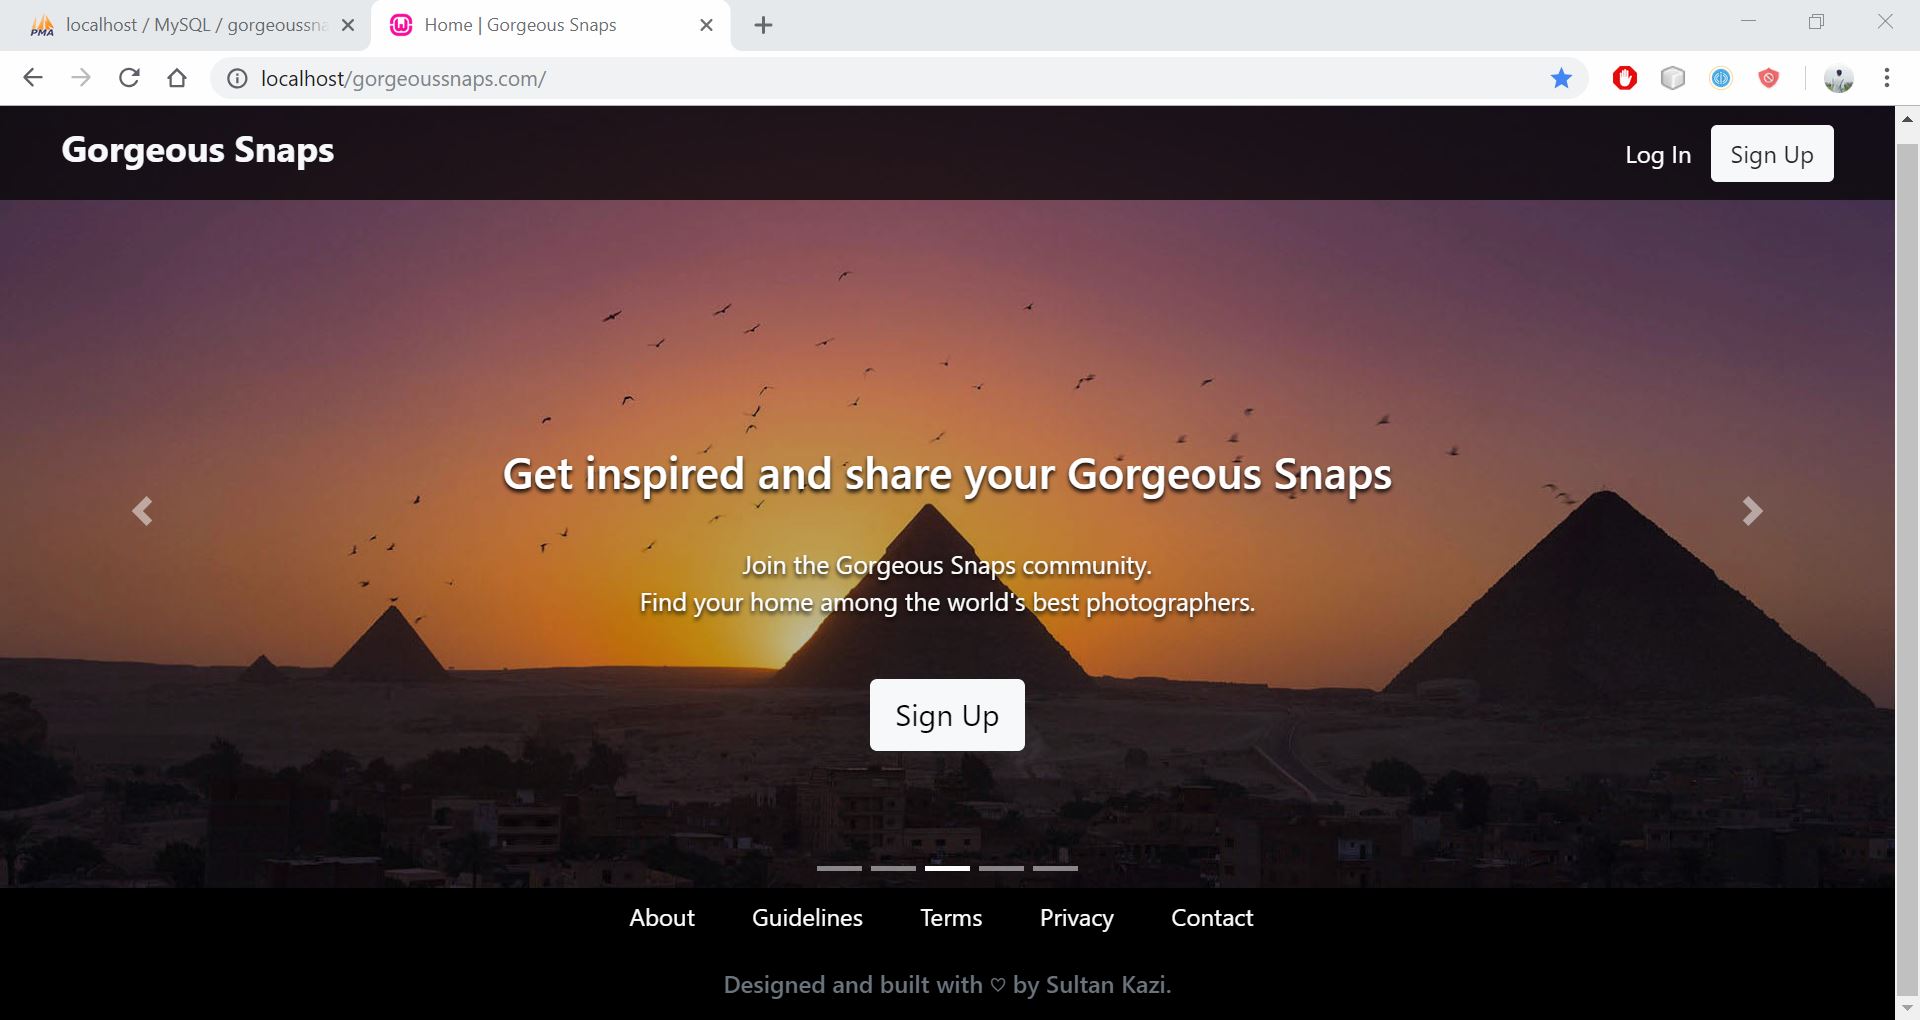 PMA localhost / MySQL / gorgeoussna
Home | Gorgeous Snaps
localhost/gorgeoussnaps.com/
Gorgeous Snaps
Log In
Sign Up
Get inspired and share your Gorgeous Snaps
Join the Gorgeous Snaps community.
Find your home among the world's best photographers.
Sign Up
About Guidelines Terms Privacy Contact
Designed and built with ♡ by Sultan Kazi.